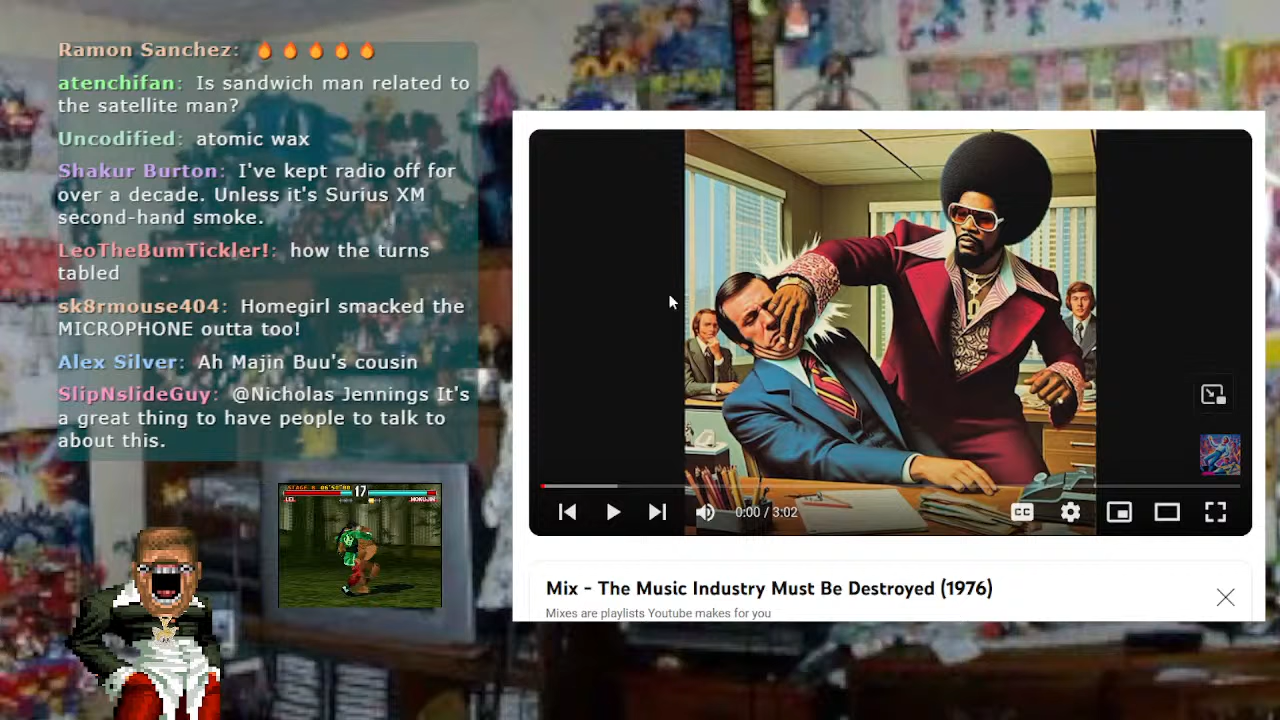 Ramon Sanchez: 🔥🔥🔥🔥🔥
atenchifan: Is sandwich man related to
the satellite man?
Uncodified: atomic wax
Shakur Burton: I've kept radio off for
over a decade. Unless it's Surius XM
second-hand smoke.
LeoTheBumTickler!: how the turns
tabled
sk8rmouse404: Homegirl smacked the
MICROPHONE outta too!
Alex Silver: Ah Majin Buu's cousin
SlipNslideGuy: @Nicholas Jennings It's
a great thing to have people to talk to
about this.
17
LEI
MOKUJIN
CC
0:00 / 3:02
Mix - The Music Industry Must Be Destroyed (1976)
Mixes are playlists Youtube makes for you